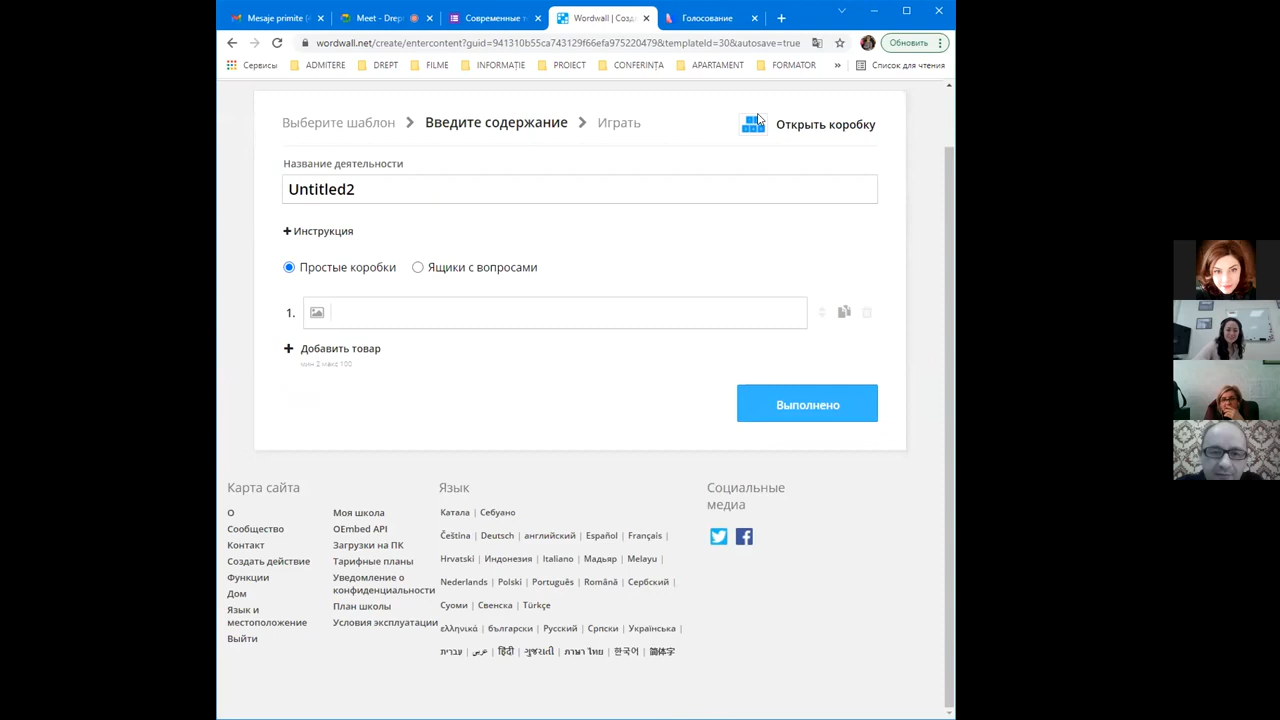 Mesaje primite (
Meet - Drept
Современные т
Wordwall | Созд
Голосование
wordwall.net/create/entercontent?guid=941310b55ca743129f66efa975220479&templateId=30&autosave=true
Обновить
Сервисы ADMITERE DREPT FILME INFORMAȚIE PROIECT CONFERINȚA APARTAMENT FORMATOR » Список для чтения
Выберите шаблон Введите содержание Играть Открыть коробку
Название деятельности
Untitled2
+ Инструкция
Простые коробки Ящики с вопросами
1.
+ Добавить товар
мин 2 макс 100
Выполнено
Карта сайта
О
Сообщество
Контакт
Создать действие
Функции
Дом
Язык и
местоположение
Выйти
Моя школа
OEmbed API
Загрузки на ПК
Тарифные планы
Уведомление о
конфиденциальности
План школы
Условия эксплуатации
Язык
Катала | Себуано
Čeština | Deutsch | английский | Español | Français |
Hrvatski | Индонезия | Italiano | Мадьяр | Melayu |
Nederlands | Polski | Português | Română | Сербский |
Суоми | Свенска | Türkçe
ελληνικά | български | Русский | Српски | Українська |
עברית | عربى | हिंदी | ગુજરાતી | ภาษา ไทย | 한국어 | 簡体字
Социальные
медиа